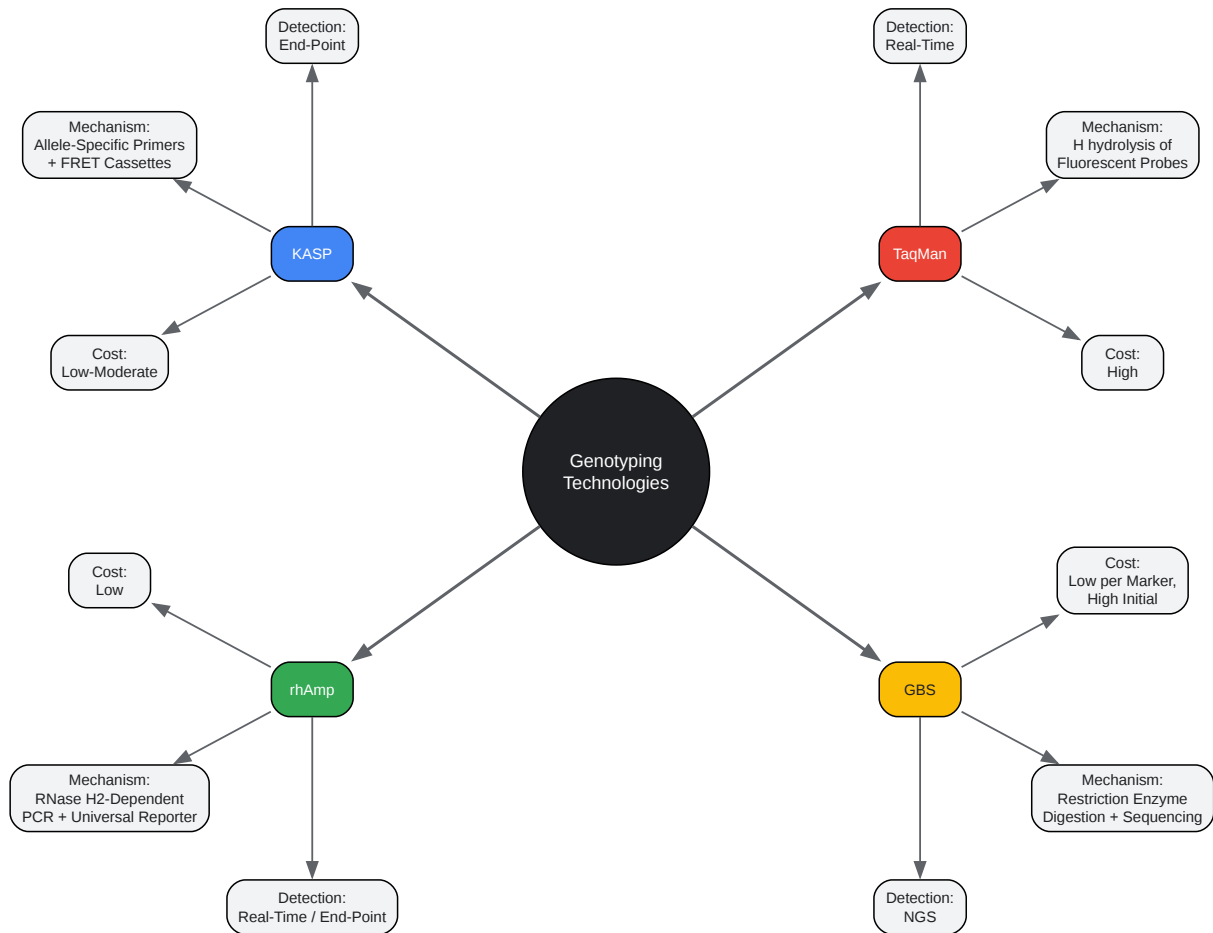 Detection:
End-Point
Detection:
Real-Time
Mechanism:
Allele-Specific Primers
+ FRET Cassettes
Mechanism:
H hydrolysis of
Fluorescent Probes
KASP
TaqMan
Cost:
Low-Moderate
Cost:
High
Genotyping
Technologies
Cost:
Low
Cost:
Low per Marker,
High Initial
rhAmp
GBS
Mechanism:
RNase H2-Dependent
PCR + Universal Reporter
Mechanism:
Restriction Enzyme
Digestion + Sequencing
Detection:
Real-Time / End-Point
Detection:
NGS